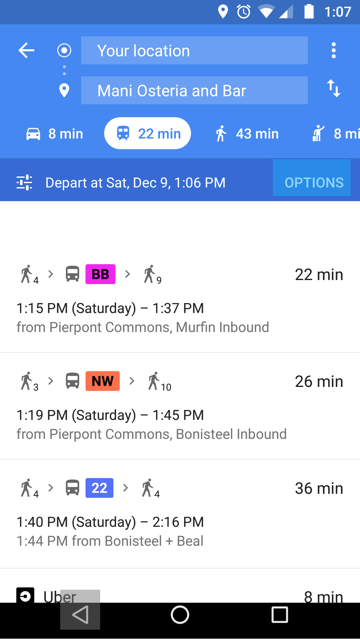 1:07
Your location
Mani Osteria and Bar
8 min
22 min
43 min
8 mi
Depart at Sat, Dec 9, 1:06 PM
OPTIONS
4 BB 9 22 min
1:15 PM (Saturday) – 1:37 PM
from Pierpont Commons, Murfin Inbound
3 NW 10 26 min
1:19 PM (Saturday) – 1:45 PM
from Pierpont Commons, Bonisteel Inbound
4 22 4 36 min
1:40 PM (Saturday) – 2:16 PM
1:44 PM from Bonisteel + Beal
Uber 8 min